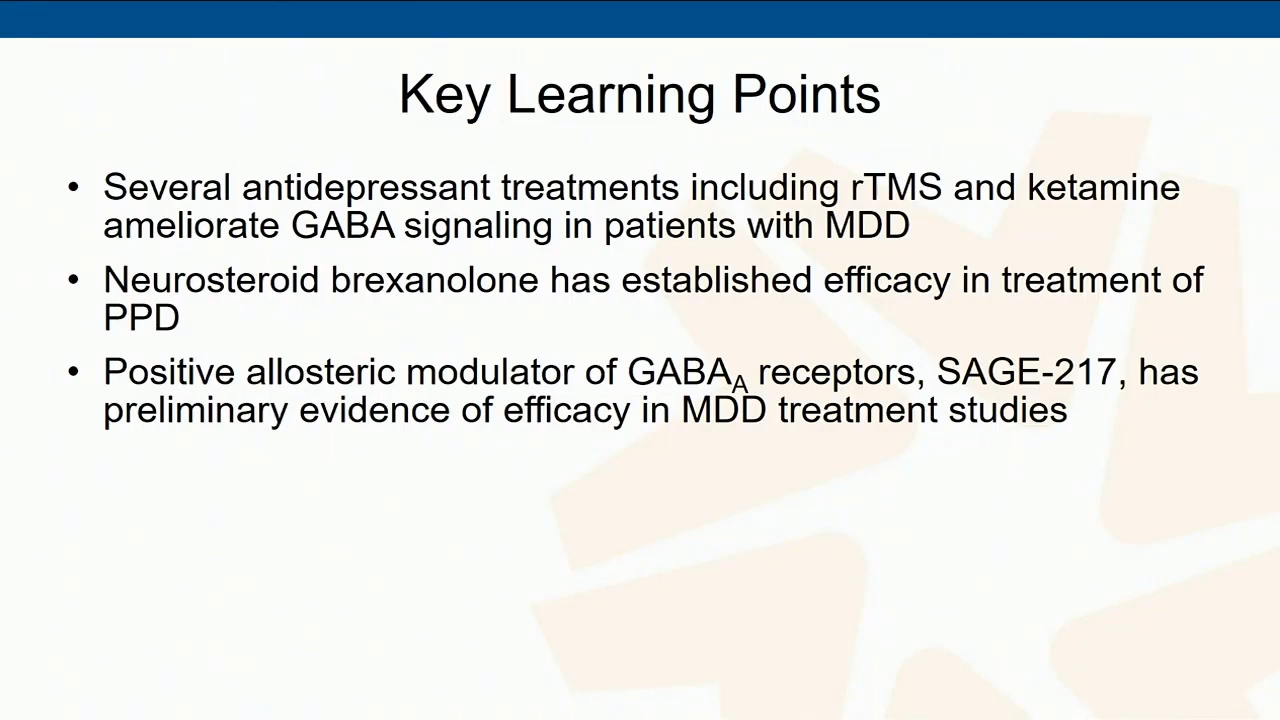 Key Learning Points
• Several antidepressant treatments including rTMS and ketamine
ameliorate GABA signaling in patients with MDD
• Neurosteroid brexanolone has established efficacy in treatment of
PPD
• Positive allosteric modulator of GABA_A receptors, SAGE-217, has
preliminary evidence of efficacy in MDD treatment studies